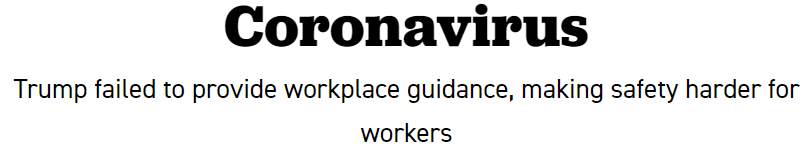 Coronavirus
Trump failed to provide workplace guidance, making safety harder for
workers